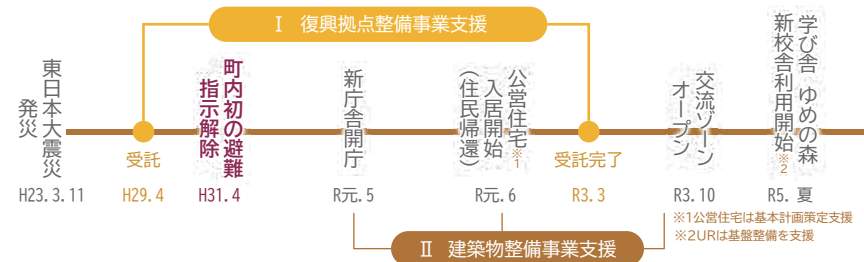 Ⅰ 復興拠点整備事業支援
東日本大震災
発災
受託
町内初の避難
指示解除
新庁舎開庁
公営住宅※1
入居開始
(住民帰還)
受託完了
交流ゾーン
オープン
学び舎 ゆめの森
新校舎利用開始※2
H23.3.11
H29.4
H31.4
R元.5
R元.6
R3.3
R3.10
R5.夏
※1公営住宅は基本計画策定支援
※2URは基盤整備を支援
Ⅱ 建築物整備事業支援